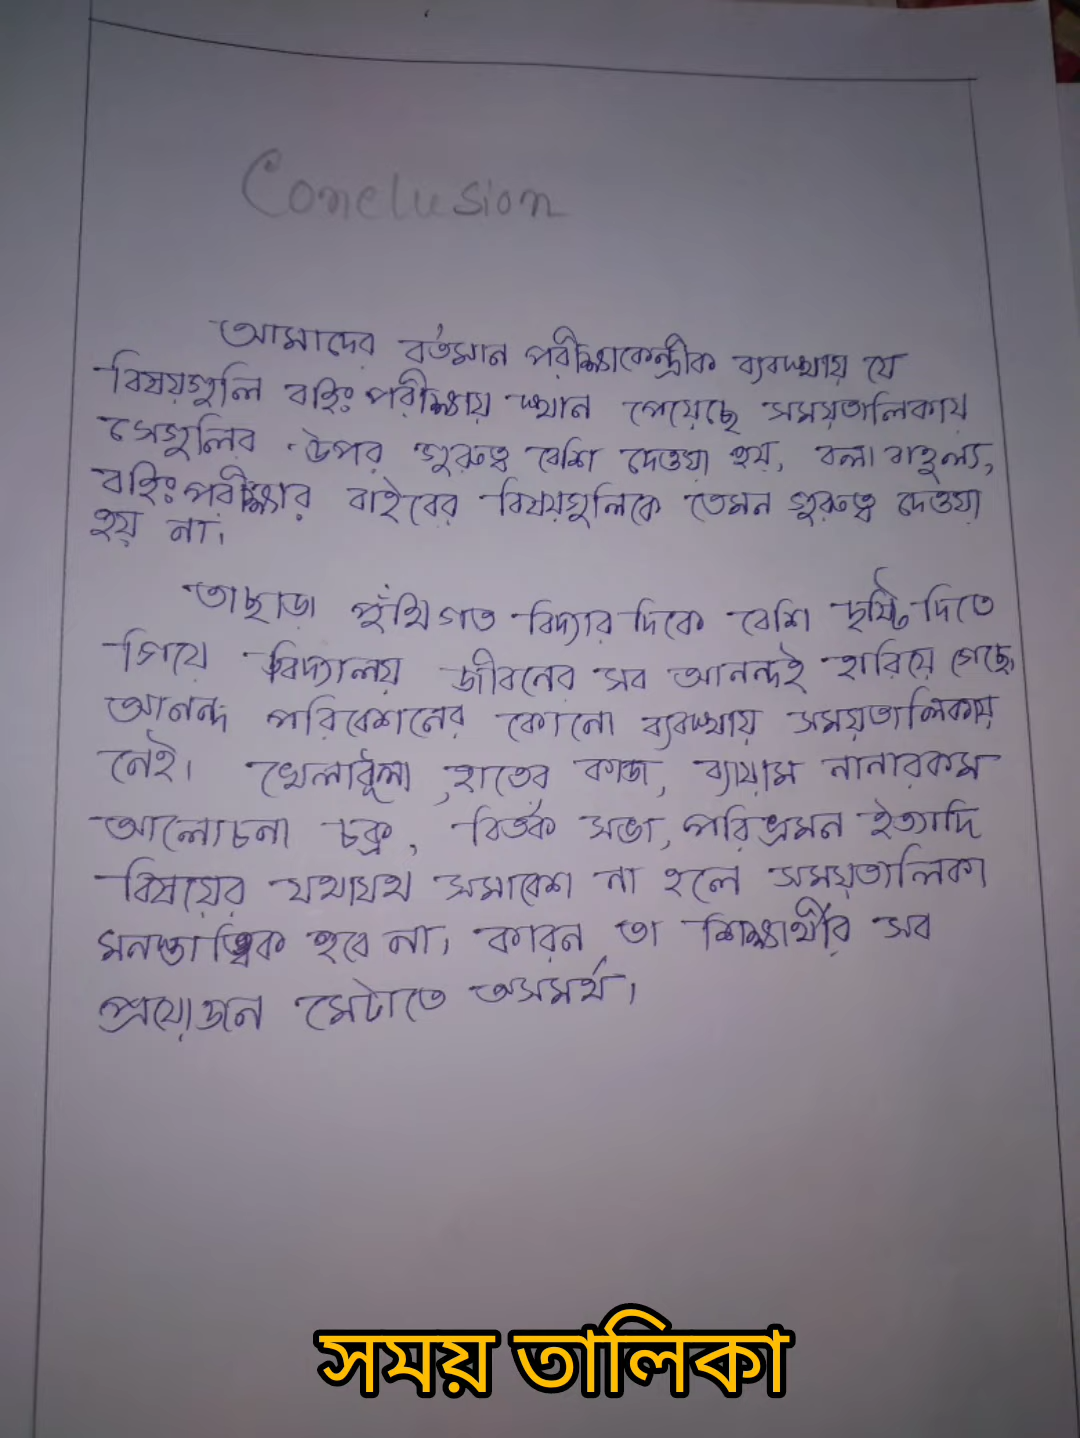 Conclusion
আমাদের বর্তমান পরীক্ষাকেন্দ্রীক ব্যবস্থায় যে
বিষয়গুলি বহিঃপরীক্ষায় স্থান পেয়েছে সময়তালিকায়
সেগুলির উপর গুরুত্ব বেশি দেওয়া হয়, বলা বাহুল্য,
বহিঃপরীক্ষার বাইরের বিষয়গুলিকে তেমন গুরুত্ব দেওয়া
হয় না।
তাছাড়া পুঁথিগত বিদ্যার দিকে বেশি দৃষ্টি দিতে
গিয়ে বিদ্যালয় জীবনের সব আনন্দই হারিয়ে গেছে,
আনন্দ পরিবেশনের কোনো ব্যবস্থায় সময়তালিকায়
নেই। খেলাধূলা, হাতের কাজ, ব্যায়াম নানারকম
আলোচনা চক্র, বিতর্ক সভা, পরিভ্রমন ইত্যাদি
বিষয়ের যথাযথ সমাবেশ না হলে সময়তালিকা
মনস্তাত্ত্বিক হবে না। কারন তা শিক্ষার্থীর সব
প্রয়োজন মেটাতে অসমর্থ।
সময় তালিকা